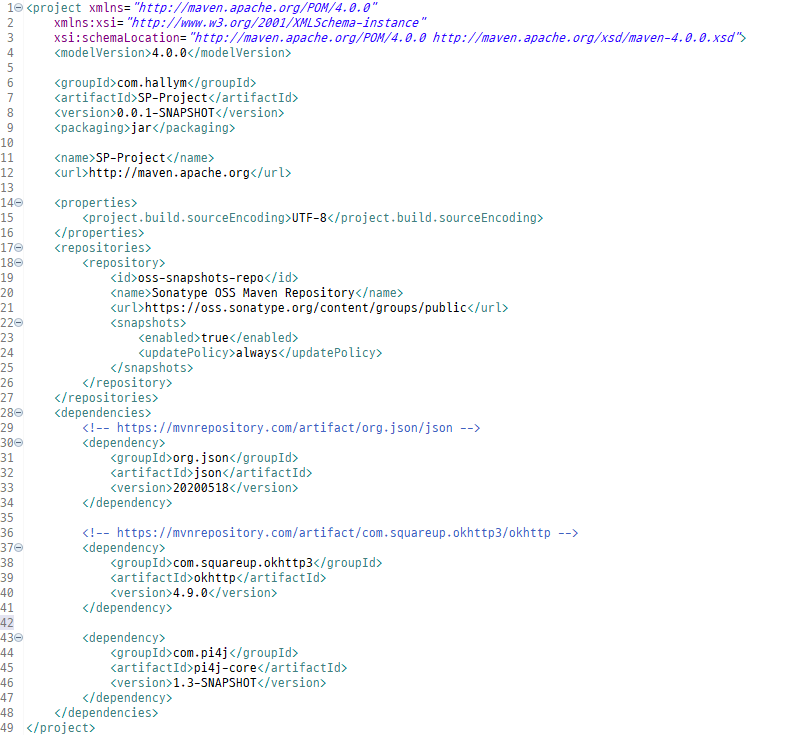 1 <project xmlns="http://maven.apache.org/POM/4.0.0"
2     xmlns:xsi="http://www.w3.org/2001/XMLSchema-instance"
3     xsi:schemaLocation="http://maven.apache.org/POM/4.0.0 http://maven.apache.org/xsd/maven-4.0.0.xsd">
4     <modelVersion>4.0.0</modelVersion>
5
6     <groupId>com.hallym</groupId>
7     <artifactId>SP-Project</artifactId>
8     <version>0.0.1-SNAPSHOT</version>
9     <packaging>jar</packaging>
10
11     <name>SP-Project</name>
12     <url>http://maven.apache.org</url>
13
14     <properties>
15         <project.build.sourceEncoding>UTF-8</project.build.sourceEncoding>
16     </properties>
17     <repositories>
18         <repository>
19             <id>oss-snapshots-repo</id>
20             <name>Sonatype OSS Maven Repository</name>
21             <url>https://oss.sonatype.org/content/groups/public</url>
22             <snapshots>
23                 <enabled>true</enabled>
24                 <updatePolicy>always</updatePolicy>
25             </snapshots>
26         </repository>
27     </repositories>
28     <dependencies>
29         <!-- https://mvnrepository.com/artifact/org.json/json -->
30         <dependency>
31             <groupId>org.json</groupId>
32             <artifactId>json</artifactId>
33             <version>20200518</version>
34         </dependency>
35
36         <!-- https://mvnrepository.com/artifact/com.squareup.okhttp3/okhttp -->
37         <dependency>
38             <groupId>com.squareup.okhttp3</groupId>
39             <artifactId>okhttp</artifactId>
40             <version>4.9.0</version>
41         </dependency>
42
43         <dependency>
44             <groupId>com.pi4j</groupId>
45             <artifactId>pi4j-core</artifactId>
46             <version>1.3-SNAPSHOT</version>
47         </dependency>
48     </dependencies>
49 </project>